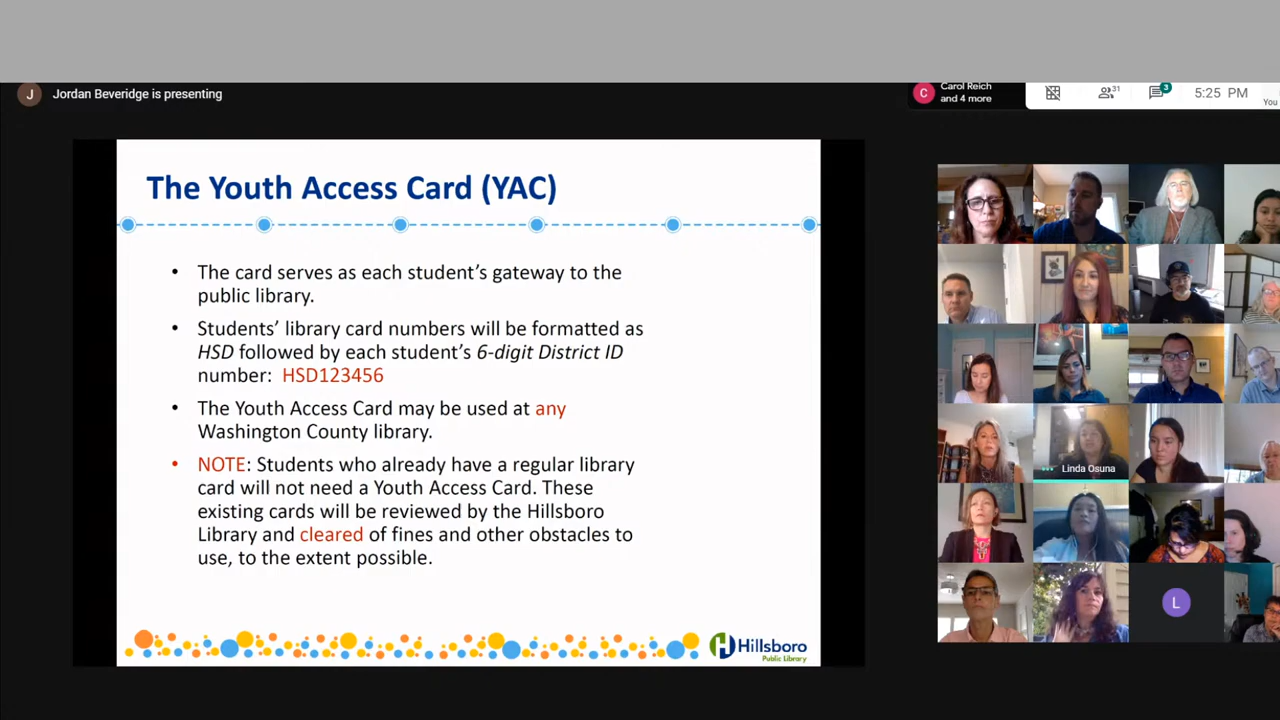 J Jordan Beveridge is presenting
C Carol Reich
and 4 more
31
3
5:25 PM
You
The Youth Access Card (YAC)
• The card serves as each student's gateway to the
public library.
• Students' library card numbers will be formatted as
HSD followed by each student's 6-digit District ID
number: HSD123456
• The Youth Access Card may be used at any
Washington County library.
• NOTE: Students who already have a regular library
card will not need a Youth Access Card. These
existing cards will be reviewed by the Hillsboro
Library and cleared of fines and other obstacles to
use, to the extent possible.
H Hillsboro
Public Library
Linda Osuna
L